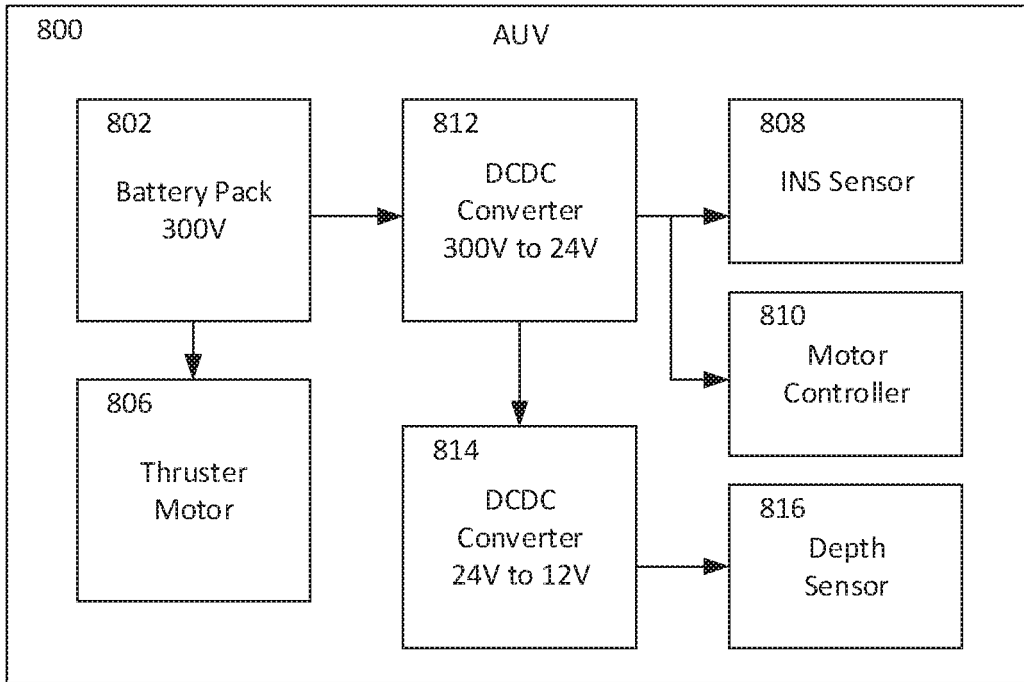 800
AUV
802
Battery Pack
300V
812
DCDC
Converter
300V to 24V
808
INS Sensor
810
Motor
Controller
806
Thruster
Motor
814
DCDC
Converter
24V to 12V
816
Depth
Sensor